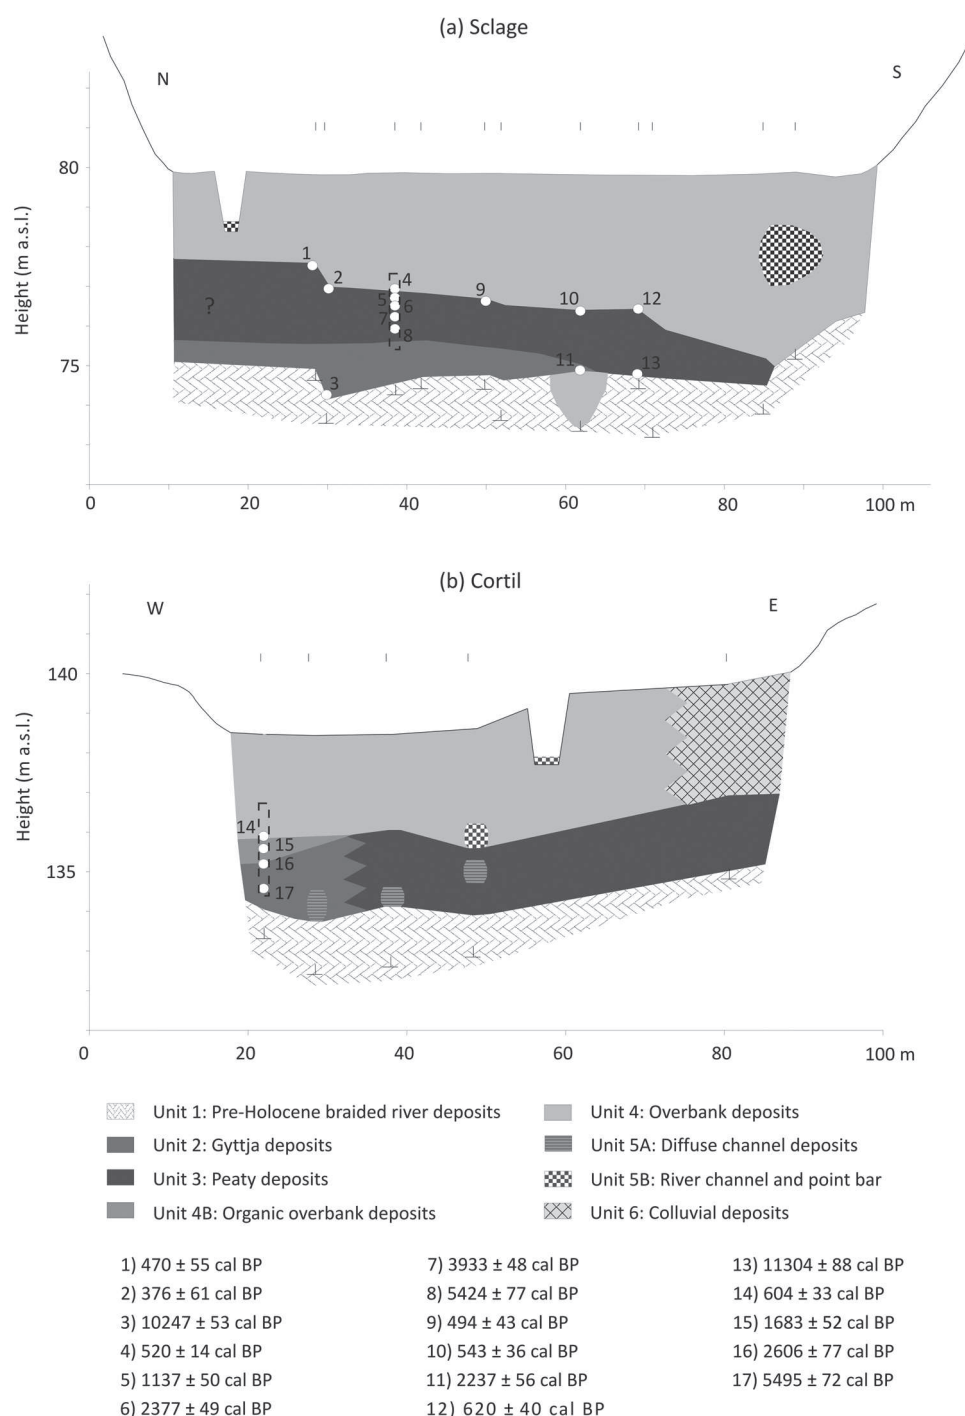 (a) Sclage
N
S
80
1
2
4
5
6
7
8
9
10
12
?
75
3
11
13
Height (m a.s.l.)
0 20 40 60 80 100 m
(b) Cortil
W
E
140
14
15
16
17
135
Height (m a.s.l.)
0 20 40 60 80 100 m
Unit 1: Pre-Holocene braided river deposits
Unit 2: Gyttja deposits
Unit 3: Peaty deposits
Unit 4B: Organic overbank deposits
Unit 4: Overbank deposits
Unit 5A: Diffuse channel deposits
Unit 5B: River channel and point bar
Unit 6: Colluvial deposits
1) 470 ± 55 cal BP
2) 376 ± 61 cal BP
3) 10247 ± 53 cal BP
4) 520 ± 14 cal BP
5) 1137 ± 50 cal BP
6) 2377 ± 49 cal BP
7) 3933 ± 48 cal BP
8) 5424 ± 77 cal BP
9) 494 ± 43 cal BP
10) 543 ± 36 cal BP
11) 2237 ± 56 cal BP
12) 620 ± 40 cal BP
13) 11304 ± 88 cal BP
14) 604 ± 33 cal BP
15) 1683 ± 52 cal BP
16) 2606 ± 77 cal BP
17) 5495 ± 72 cal BP